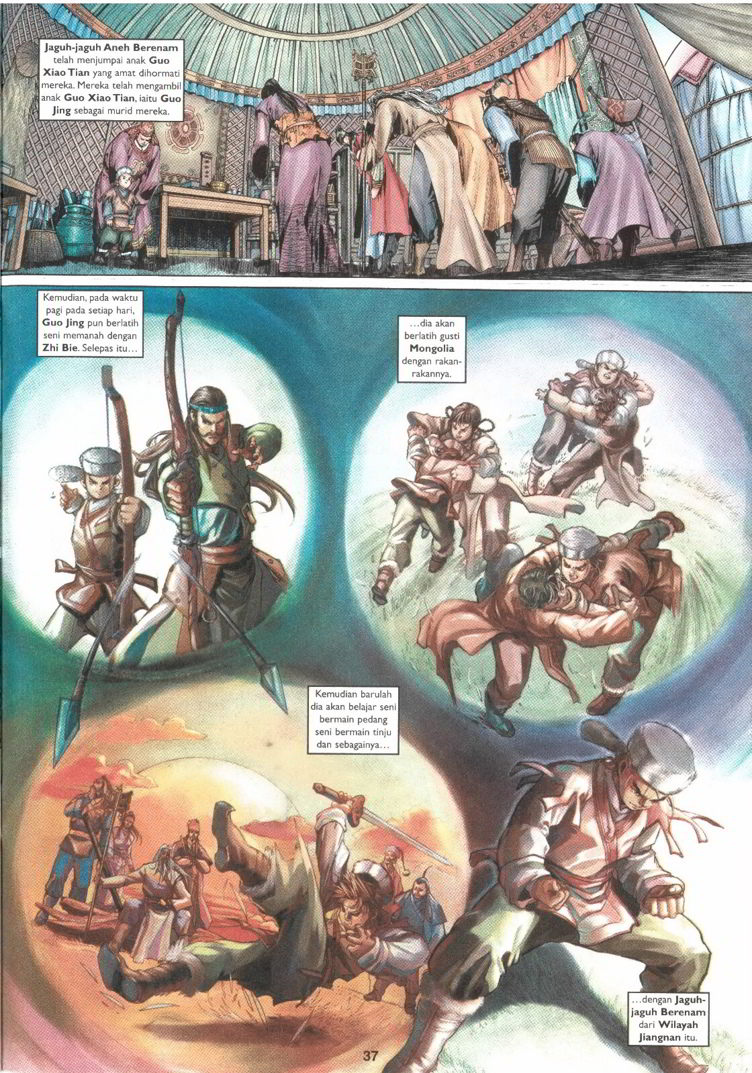 Jaguh-jaguh Aneh Berenam
telah menjumpai anak Guo
Xiao Tian yang amat dihormati
mereka. Mereka telah mengambil
anak Guo Xiao Tian, iaitu Guo
Jing sebagai murid mereka.
Kemudian, pada waktu
pagi pada setiap hari,
Guo Jing pun berlatih
seni memanah dengan
Zhi Bie. Selepas itu...
...dia akan
berlatih gusti
Mongolia
dengan rakan-
rakannya.
Kemudian barulah
dia akan belajar seni
bermain pedang
seni bermain tinju
dan sebagainya...
...dengan Jaguh-
jaguh Berenam
dari Wilayah
Jiangnan itu.
37